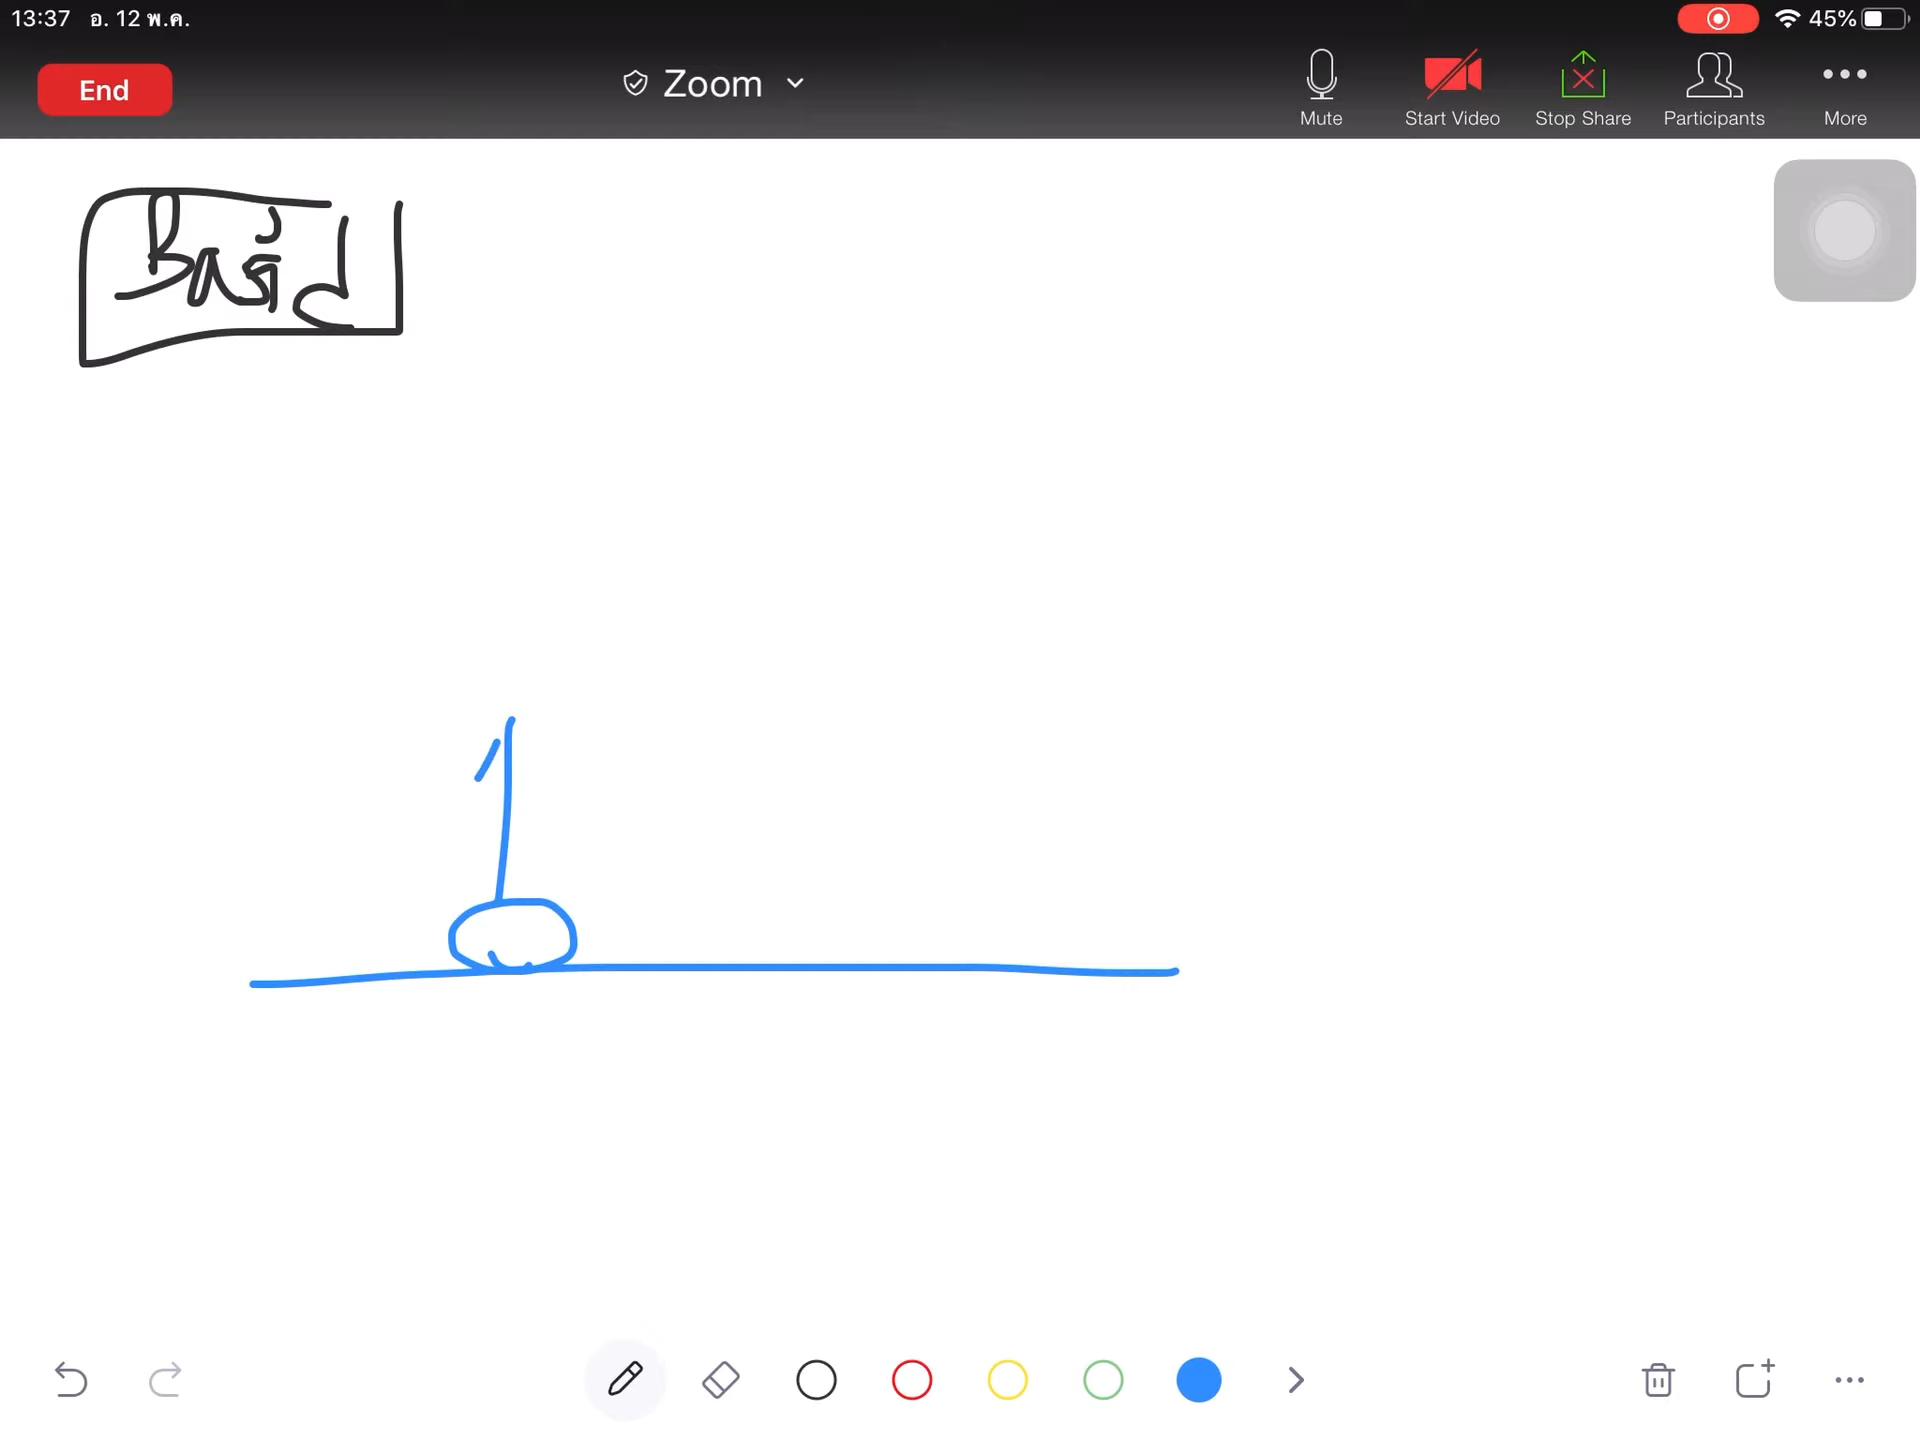 13:37 อ. 12 พ.ค. 45%
End Zoom Mute Start Video Stop Share Participants More